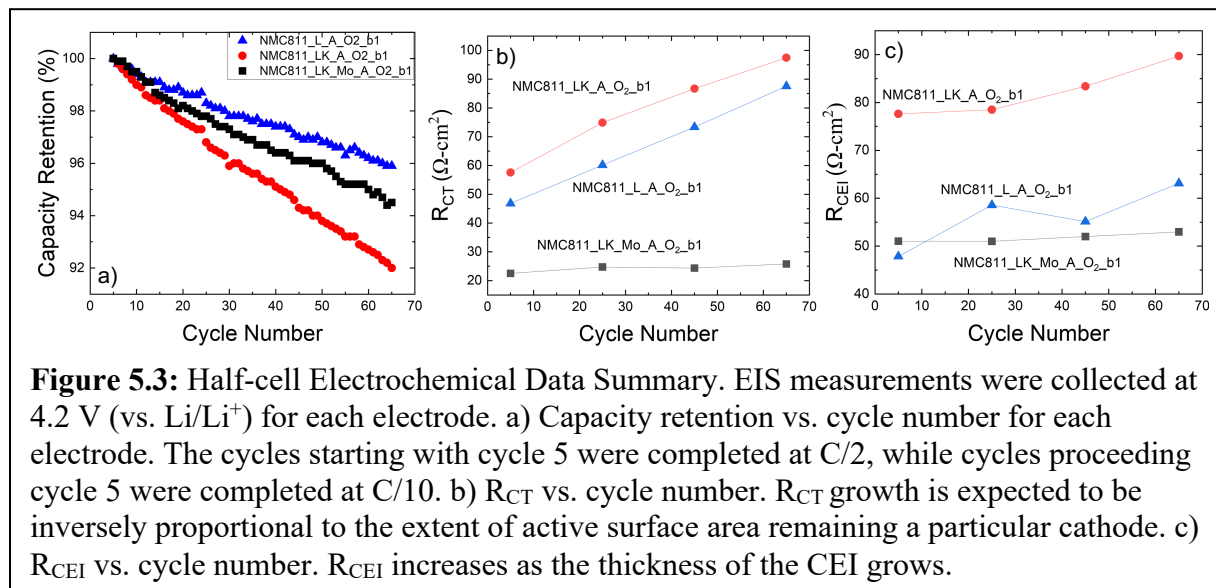 a)
NMC811_L_A_O2_b1
NMC811_LK_A_O2_b1
NMC811_LK_Mo_A_O2_b1
Capacity Retention (%)
100
98
96
94
92
0 10 20 30 40 50 60 70
Cycle Number
b)
R_CT (Ω-cm²)
100
90
80
70
60
50
40
30
20
NMC811_LK_A_O₂_b1
NMC811_L_A_O₂_b1
NMC811_LK_Mo_A_O₂_b1
0 10 20 30 40 50 60 70
Cycle Number
c)
R_CEI (Ω-cm²)
100
90
80
70
60
50
40
NMC811_LK_A_O₂_b1
NMC811_L_A_O₂_b1
NMC811_LK_Mo_A_O₂_b1
0 10 20 30 40 50 60 70
Cycle Number
Figure 5.3: Half-cell Electrochemical Data Summary. EIS measurements were collected at
4.2 V (vs. Li/Li⁺) for each electrode. a) Capacity retention vs. cycle number for each
electrode. The cycles starting with cycle 5 were completed at C/2, while cycles proceeding
cycle 5 were completed at C/10. b) R_CT vs. cycle number. R_CT growth is expected to be
inversely proportional to the extent of active surface area remaining a particular cathode. c)
R_CEI vs. cycle number. R_CEI increases as the thickness of the CEI grows.